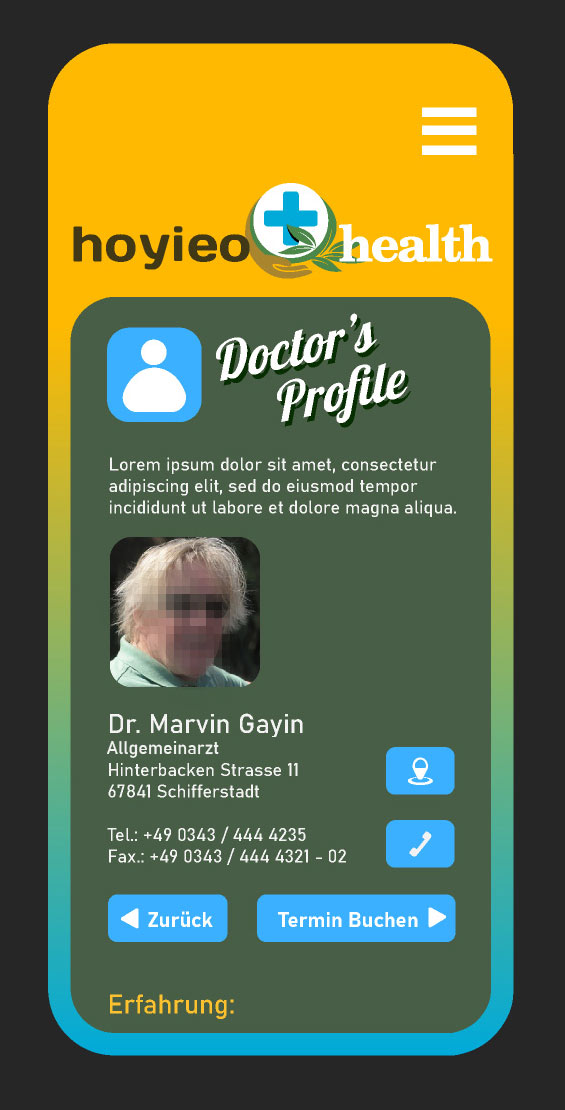 hoyieo health
Doctor's
Profile
Lorem ipsum dolor sit amet, consectetur
adipiscing elit, sed do eiusmod tempor
incididunt ut labore et dolore magna aliqua.
Dr. Marvin Gayin
Allgemeinarzt
Hinterbacken Strasse 11
67841 Schifferstadt
Tel.: +49 0343 / 444 4235
Fax.: +49 0343 / 444 4321 - 02
Zurück
Termin Buchen
Erfahrung: